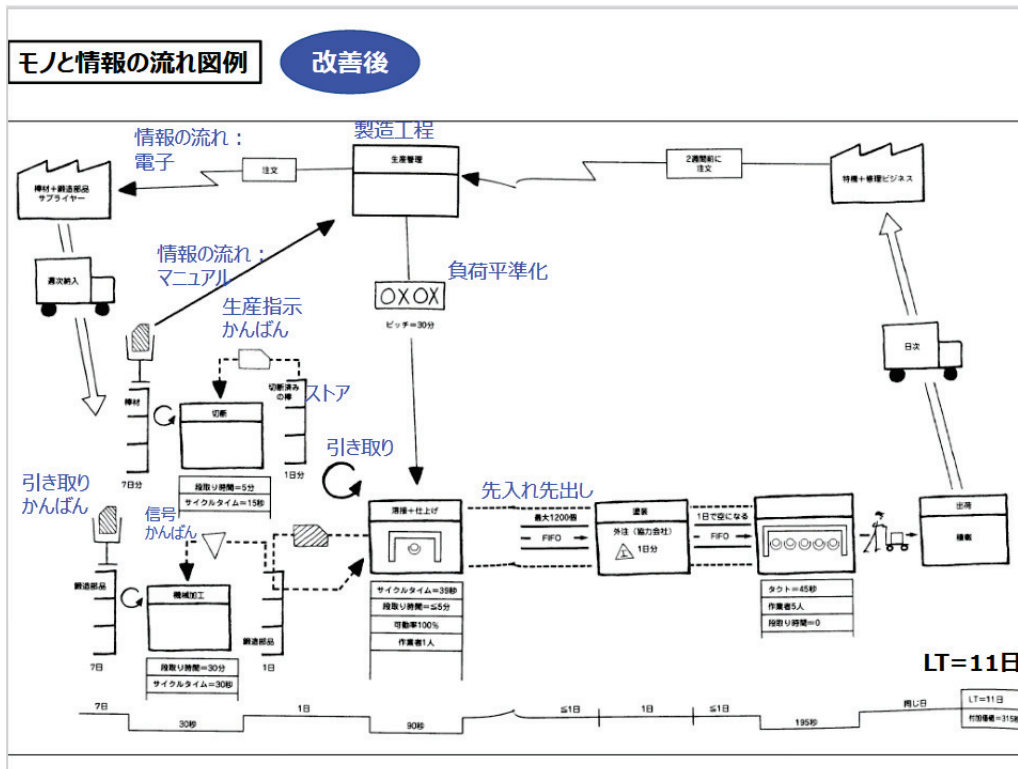 モノと情報の流れ図例
改善後
情報の流れ：
電子
製造工程
生産管理
注文
2週間前に
注文
棒材+鍛造部品
サプライヤー
特機+修理ビジネス
週次納入
情報の流れ：
マニュアル
負荷平準化
OXOX
ピッチ=30分
日次
生産指示
かんばん
棒材
切断
切断済み
の棒
ストア
7日分
1日分
段取り時間=5分
サイクルタイム=15秒
引き取り
引き取り
かんばん
信号
かんばん
先入れ先出し
溶接+仕上げ
最大1200個
FIFO
塗装
外注（協力会社）
1日分
1日で空になる
FIFO
出荷
鍛造部品
機械加工
鍛造部品
7日
1日
段取り時間=30分
サイクルタイム=30秒
サイクルタイム=39秒
段取り時間=≦5分
可動率100%
作業者1人
タクト=45秒
作業者5人
段取り時間=0
LT=11日
7日
30秒
1日
90秒
≦1日
1日
≦1日
195秒
同じ日
LT=11日
付加価値=315秒